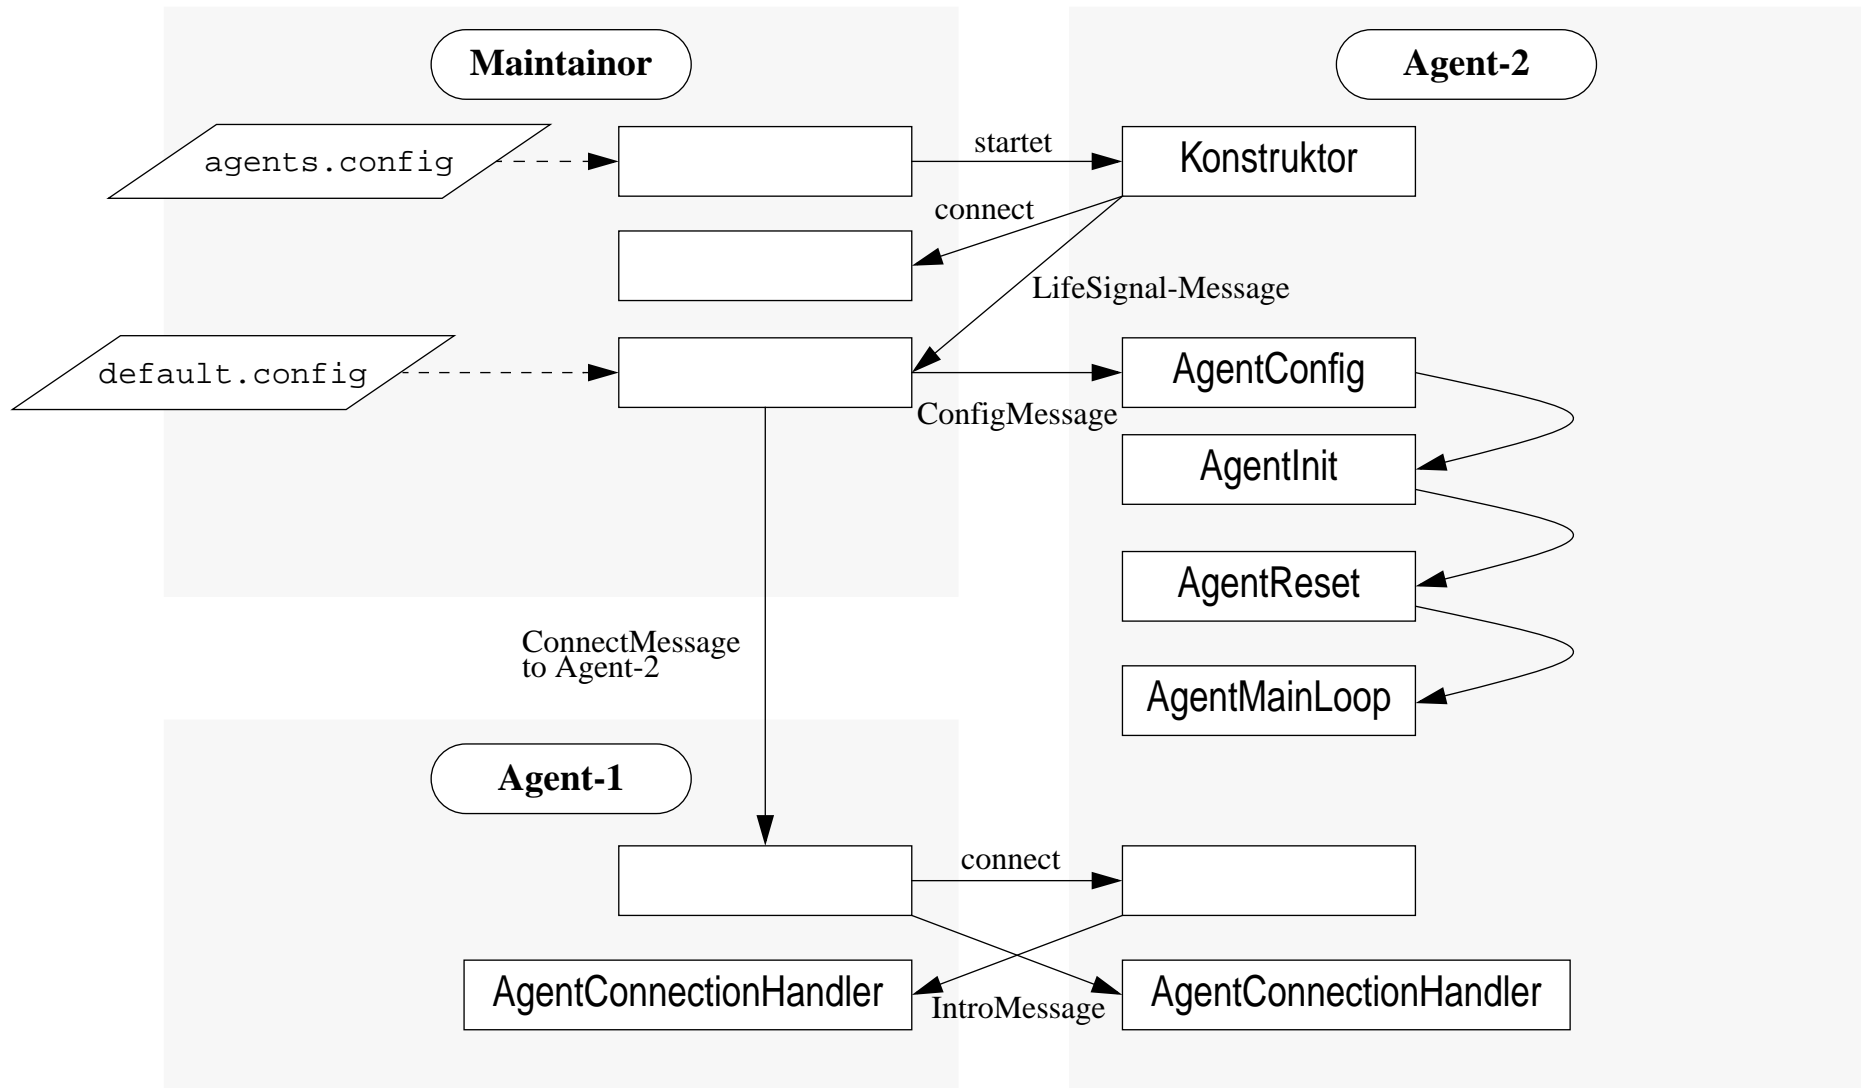 Maintainor
Agent-2
agents.config
startet
Konstruktor
connect
LifeSignal-Message
default.config
AgentConfig
ConfigMessage
AgentInit
AgentReset
ConnectMessage
to Agent-2
AgentMainLoop
Agent-1
connect
AgentConnectionHandler
IntroMessage
AgentConnectionHandler